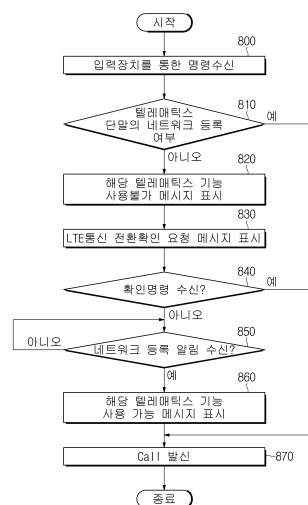 시작
800
입력장치를 통한 명령수신
810
텔레매틱스
단말의 네트워크 등록
여부
예
아니오
820
해당 텔레매틱스 기능
사용불가 메시지 표시
830
LTE통신 전환확인 요청 메시지 표시
840
확인명령 수신?
예
아니오
850
네트워크 등록 알림 수신?
아니오
예
860
해당 텔레매틱스 기능
사용 가능 메시지 표시
Call 발신
870
종료